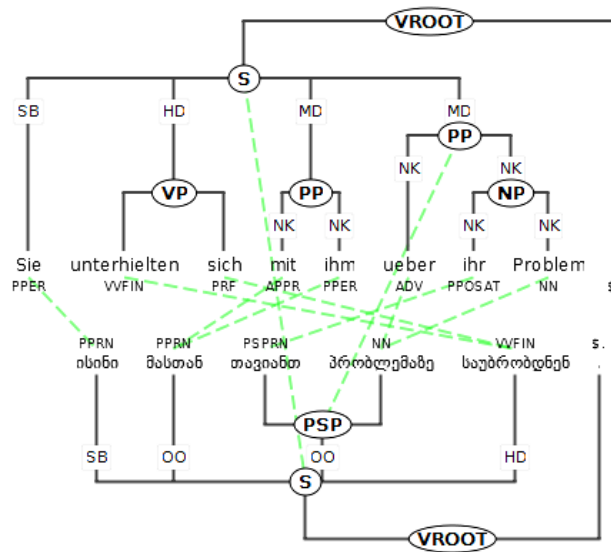 VROOT
S
SB HD MD MD
PP
NK NK
VP PP NP
NK NK NK NK
Sie unterhielten sich mit ihm ueber ihr Problem
PPER VVFIN PRF APPR PPER ADV PPOSAT NN $
PPRN PPRN PSPRN NN VVFIN $.
ისინი მასთან თავიანთ პრობლემაზე საუბრობდნენ .
PSP
SB OO OO HD
S
VROOT